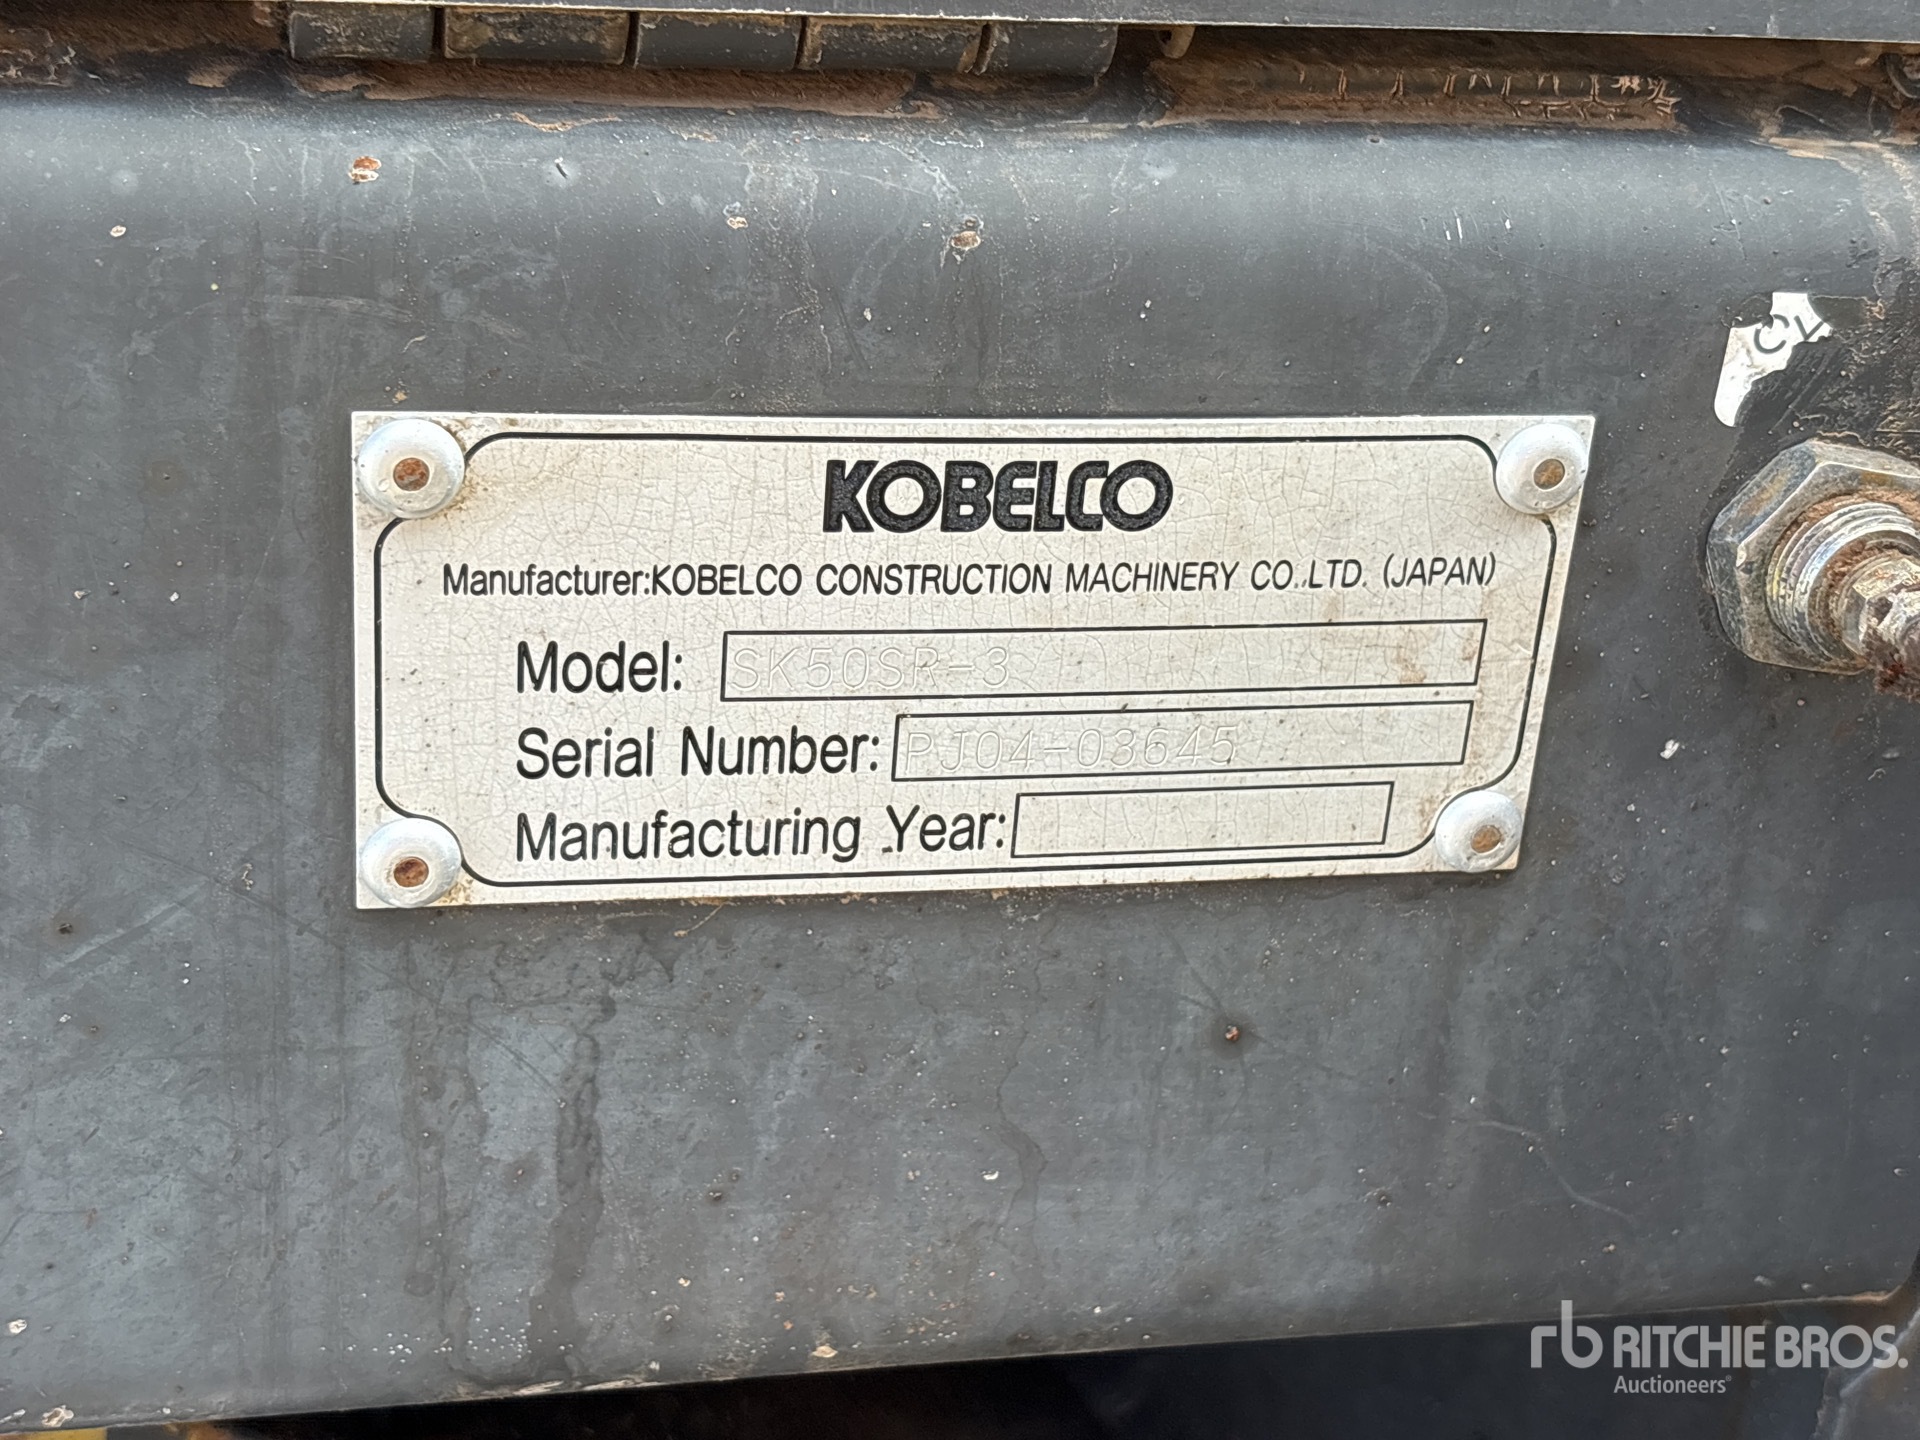 CY
KOBELCO
Manufacturer:KOBELCO CONSTRUCTION MACHINERY CO.,LTD. (JAPAN)
Model: SK50SR-3
Serial Number: PJ04-03645
Manufacturing Year:
rb RITCHIE BROS.
Auctioneers